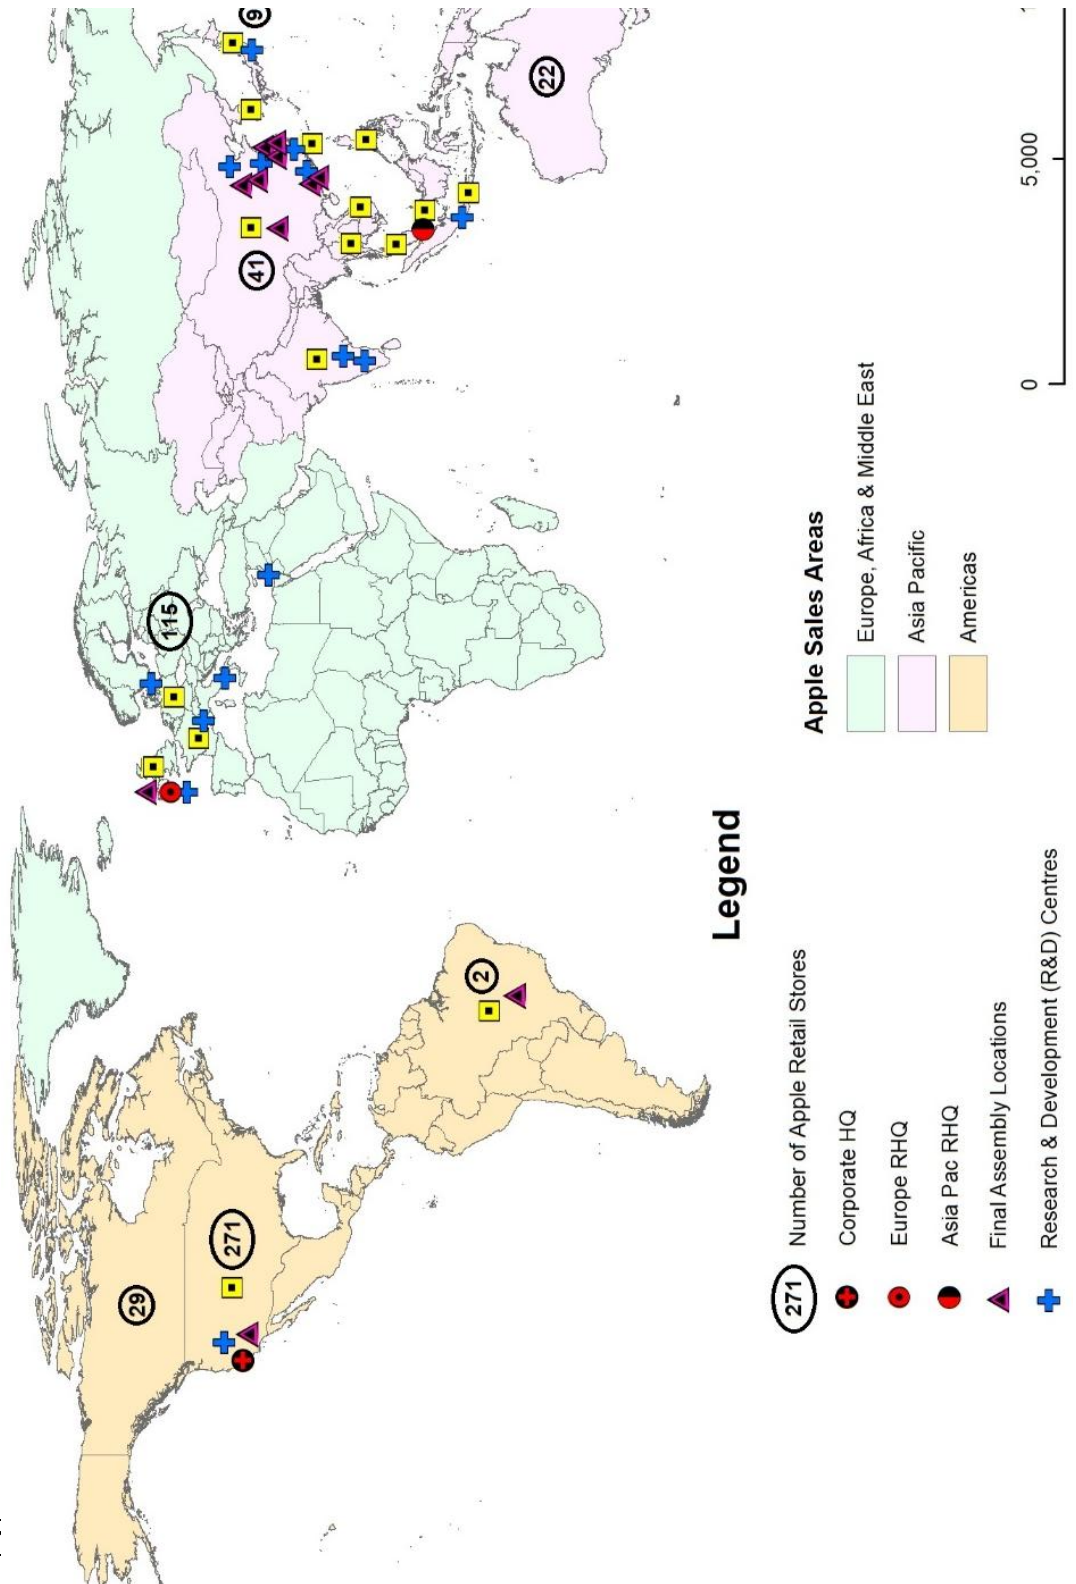 29
271
2
115
41
9
22
Legend
271 Number of Apple Retail Stores
Corporate HQ
Europe RHQ
Asia Pac RHQ
Final Assembly Locations
Research & Development (R&D) Centres
Apple Sales Areas
Europe, Africa & Middle East
Asia Pacific
Americas
0 5,000